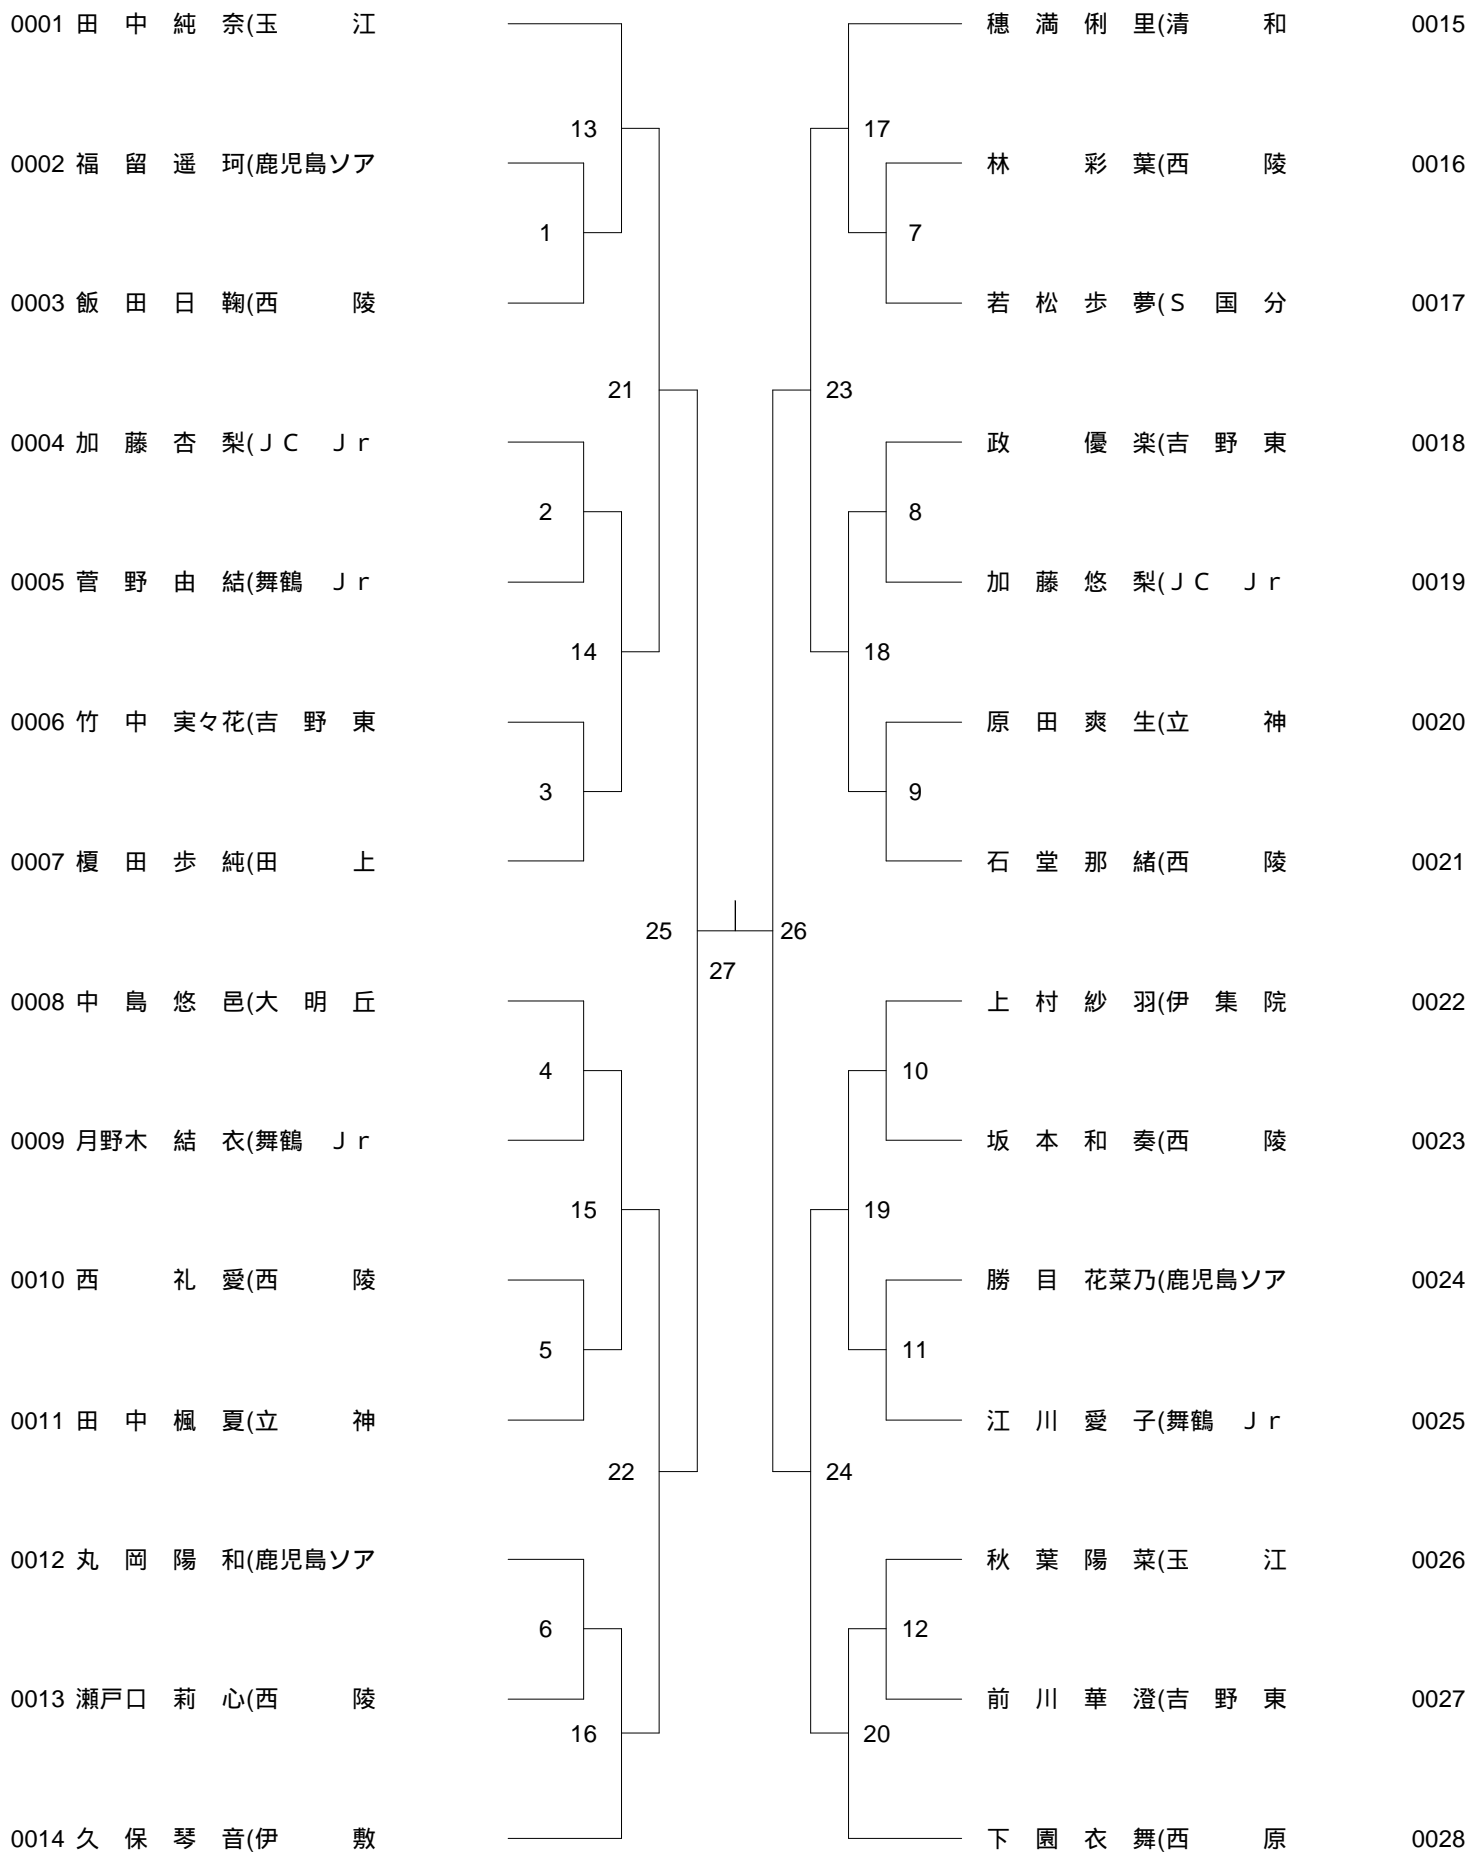 0001 田　中　純　奈(玉　　　江
穂　満　俐　里(清　　　和 0015
13
17
0002 福　留　遥　珂(鹿児島ソア
林　　　彩　葉(西　　　陵 0016
1
7
0003 飯　田　日　鞠(西　　　陵
若　松　歩　夢(Ｓ　国　分 0017
21
23
0004 加　藤　杏　梨(ＪＣ　Ｊｒ
政　　　優　楽(吉　野　東 0018
2
8
0005 菅　野　由　結(舞鶴　Ｊｒ
加　藤　悠　梨(ＪＣ　Ｊｒ 0019
14
18
0006 竹　中　実々花(吉　野　東
原　田　爽　生(立　　　神 0020
3
9
0007 榎　田　歩　純(田　　　上
石　堂　那　緒(西　　　陵 0021
25
26
27
0008 中　島　悠　邑(大　明　丘
上　村　紗　羽(伊　集　院 0022
4
10
0009 月野木　結　衣(舞鶴　Ｊｒ
坂　本　和　奏(西　　　陵 0023
15
19
0010 西　　　礼　愛(西　　　陵
勝　目　花菜乃(鹿児島ソア 0024
5
11
0011 田　中　楓　夏(立　　　神
江　川　愛　子(舞鶴　Ｊｒ 0025
22
24
0012 丸　岡　陽　和(鹿児島ソア
秋　葉　陽　菜(玉　　　江 0026
6
12
0013 瀬戸口　莉　心(西　　　陵
前　川　華　澄(吉　野　東 0027
16
20
0014 久　保　琴　音(伊　　　敷
下　園　衣　舞(西　　　原 0028